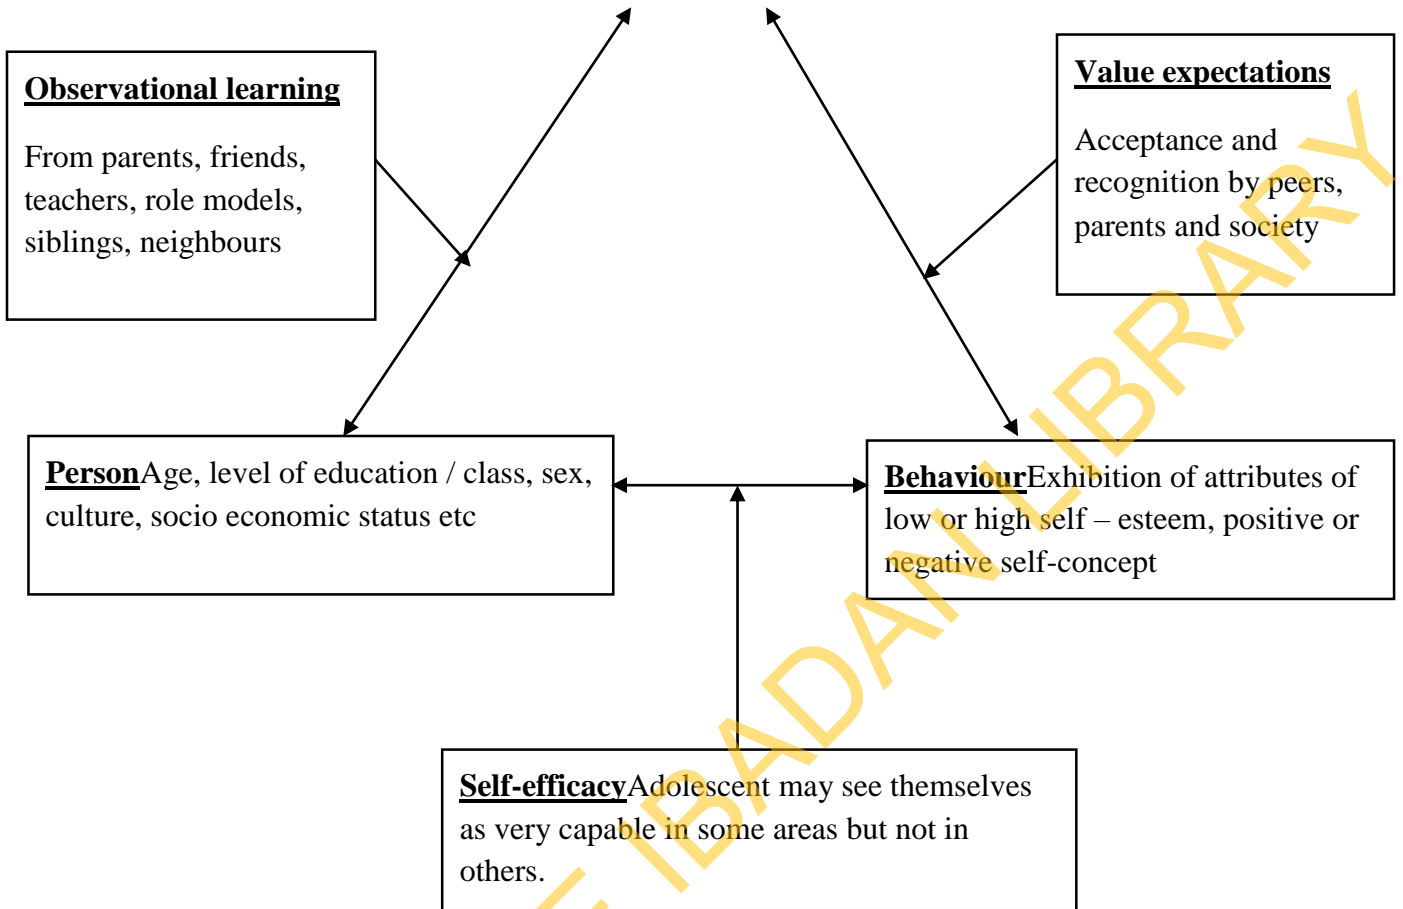 Observational learning
From parents, friends,
teachers, role models,
siblings, neighbours
Value expectations
Acceptance and
recognition by peers,
parents and society
PersonAge, level of education / class, sex,
culture, socio economic status etc
BehaviourExhibition of attributes of
low or high self – esteem, positive or
negative self-concept
Self-efficacyAdolescent may see themselves
as very capable in some areas but not in
others.
IBADAN LIBRARY